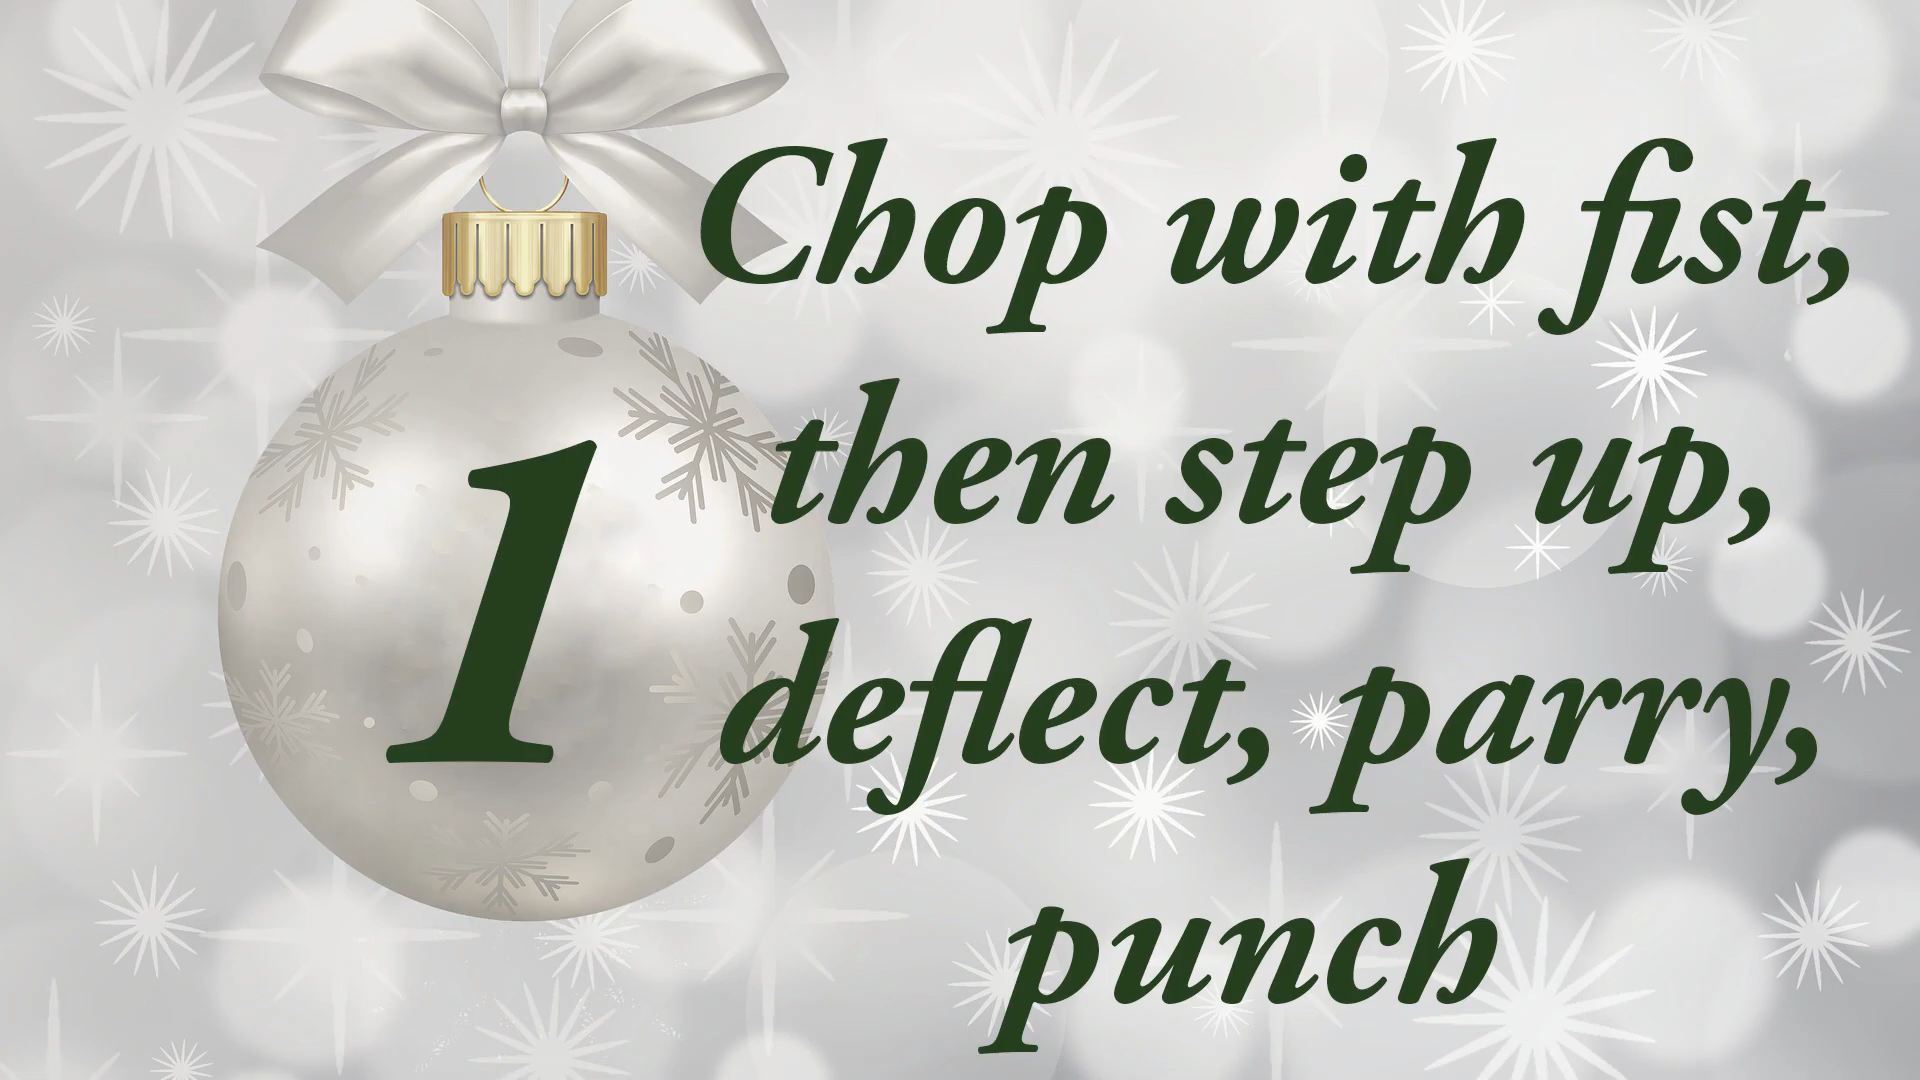 1
Chop with fist,
then step up,
deflect, parry,
punch